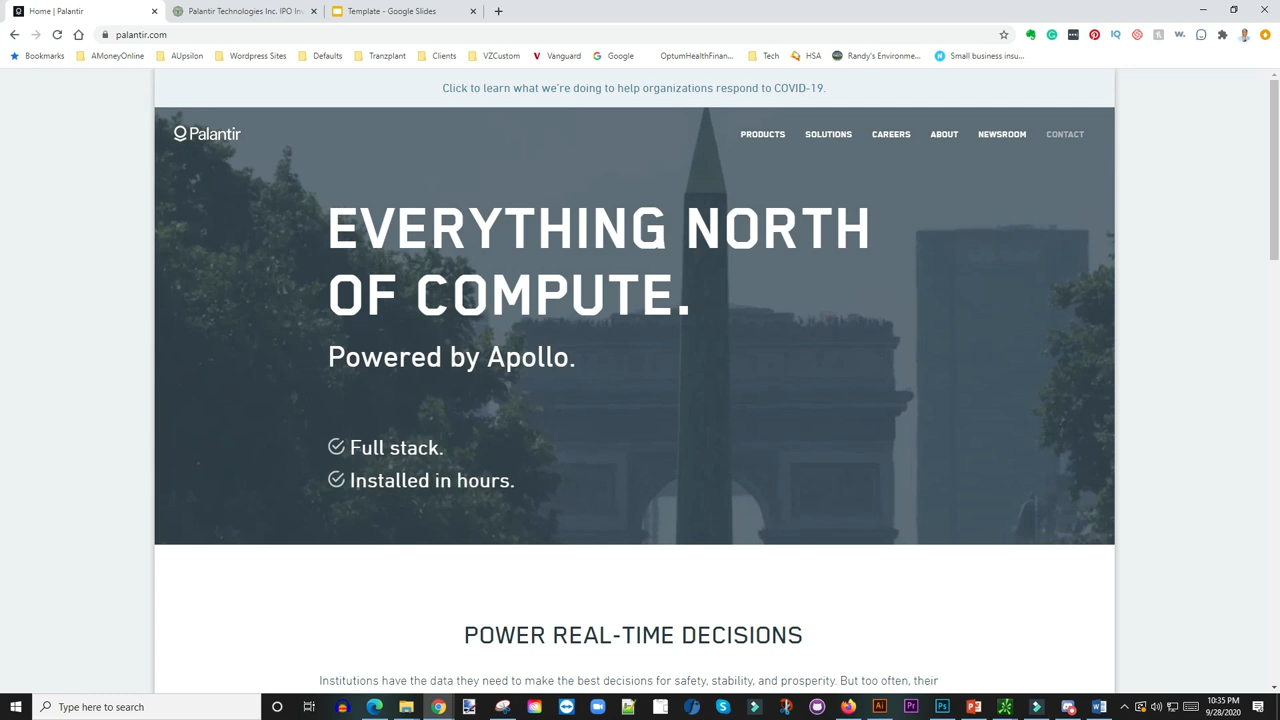 Home | Palantir
Palantir Technologies Inc. IPO Inv
Template - Google Slides
palantir.com
Bookmarks
AMoneyOnline
AUpsilon
Wordpress Sites
Defaults
Tranzplant
Clients
VZCustom
Vanguard
Google
OptumHealthFinan...
Tech
HSA
Randy's Environme...
Small business insu...
Click to learn what we're doing to help organizations respond to COVID-19.
Palantir
PRODUCTS
SOLUTIONS
CAREERS
ABOUT
NEWSROOM
CONTACT
EVERYTHING NORTH
OF COMPUTE.
Powered by Apollo.
Full stack.
Installed in hours.
POWER REAL-TIME DECISIONS
Institutions have the data they need to make the best decisions for safety, stability, and prosperity. But too often, their
Type here to search
10:35 PM
9/28/2020